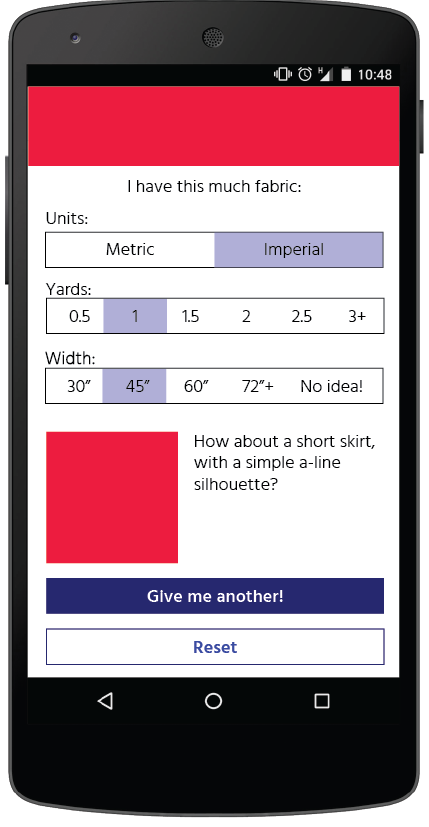 H 10:48
I have this much fabric:
Units:
Metric Imperial
Yards:
0.5 1 1.5 2 2.5 3+
Width:
30” 45” 60” 72”+ No idea!
How about a short skirt,
with a simple a-line
silhouette?
Give me another!
Reset